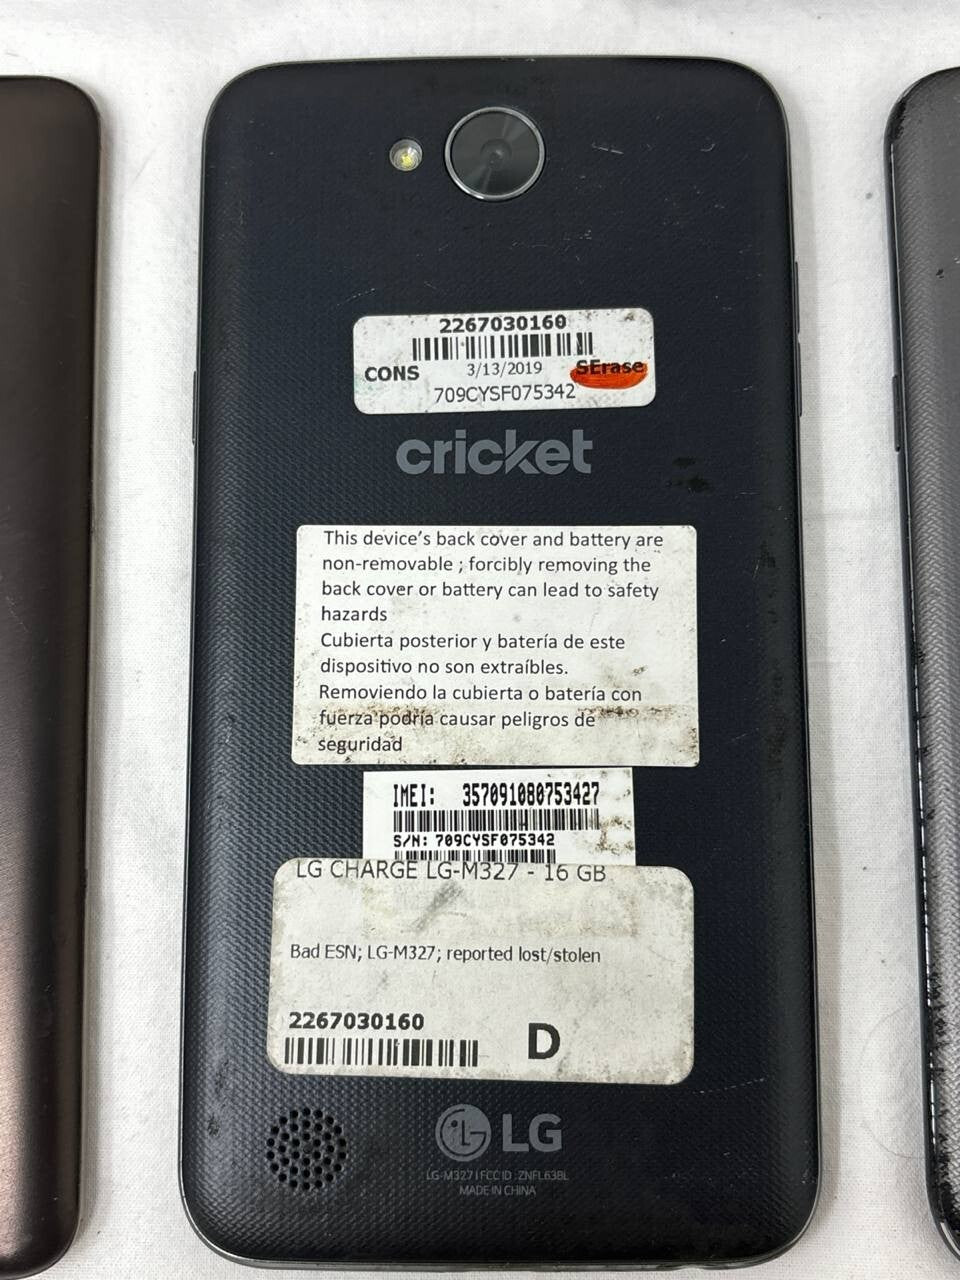 2267030160
CONS 3/13/2019 SErase
709CYSF075342
cricket
This device's back cover and battery are
non-removable ; forcibly removing the
back cover or battery can lead to safety
hazards
Cubierta posterior y batería de este
dispositivo no son extraíbles.
Removiendo la cubierta o batería con
fuerza podría causar peligros de
seguridad
IMEI: 357091080753427
S/N: 709CYSF075342
LG CHARGE LG-M327 - 16 GB
Bad ESN; LG-M327; reported lost/stolen
2267030160
D
LG
LG-M327 I FCC ID : ZNFL63BL
MADE IN CHINA